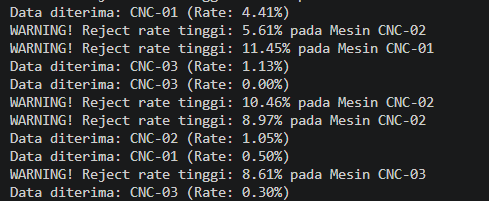 Data diterima: CNC-01 (Rate: 4.41%)
WARNING! Reject rate tinggi: 5.61% pada Mesin CNC-02
WARNING! Reject rate tinggi: 11.45% pada Mesin CNC-01
Data diterima: CNC-03 (Rate: 1.13%)
Data diterima: CNC-03 (Rate: 0.00%)
WARNING! Reject rate tinggi: 10.46% pada Mesin CNC-02
WARNING! Reject rate tinggi: 8.97% pada Mesin CNC-02
Data diterima: CNC-02 (Rate: 1.05%)
Data diterima: CNC-01 (Rate: 0.50%)
WARNING! Reject rate tinggi: 8.61% pada Mesin CNC-03
Data diterima: CNC-03 (Rate: 0.30%)